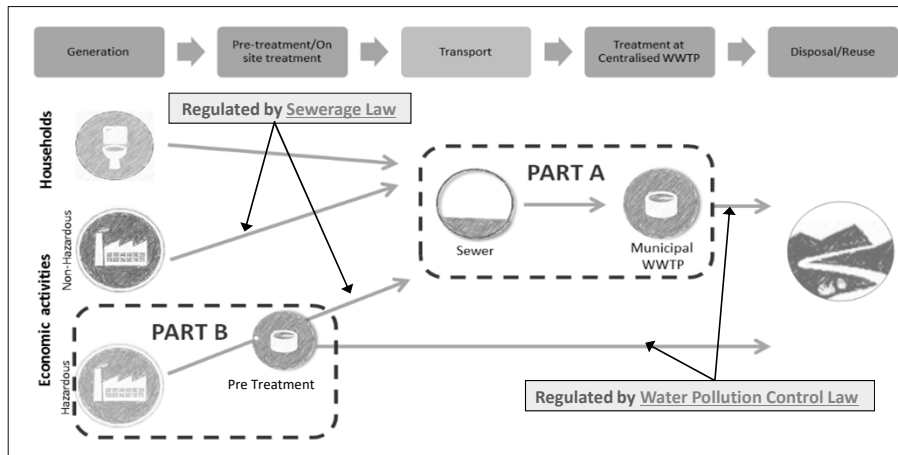 Generation
Pre-treatment/On
site treatment
Transport
Treatment at
Centralised WWTP
Disposal/Reuse
Regulated by Sewerage Law
Households
PART A
Sewer
Municipal
WWTP
Economic activities
Non-Hazardous
PART B
Pre Treatment
Hazardous
Regulated by Water Pollution Control Law